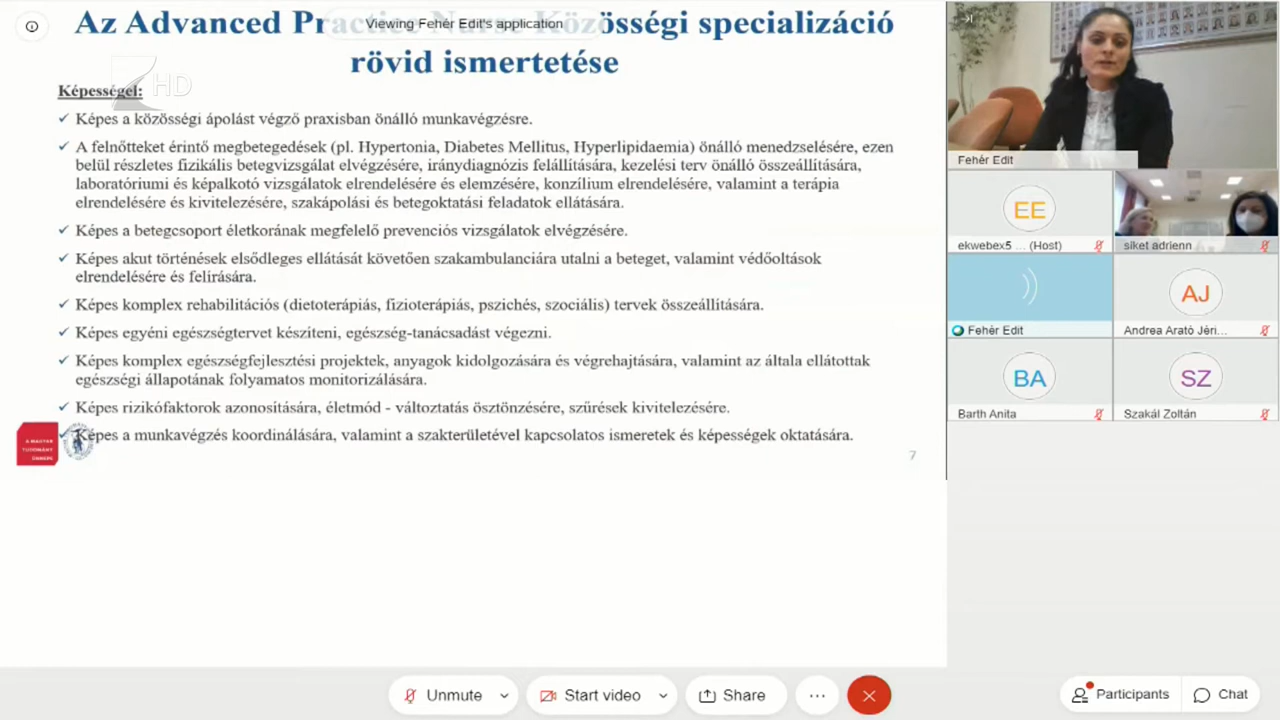 Az Advanced Practice Nurse Közösségi specializáció
Viewing Fehér Edit's application
rövid ismertetése
HD
Képességei:
✓ Képes a közösségi ápolást végző praxisban önálló munkavégzésre.
✓ A felnőtteket érintő megbetegedések (pl. Hypertonia, Diabetes Mellitus, Hyperlipidaemia) önálló menedzselésére, ezen
belül részletes fizikális betegvizsgálat elvégzésére, iránydiagnózis felállítására, kezelési terv önálló összeállítására,
laboratóriumi és képalkotó vizsgálatok elrendelésére és elemzésére, konzílium elrendelésére, valamint a terápia
elrendelésére és kivitelezésére, szakápolási és betegoktatási feladatok ellátására.
✓ Képes a betegcsoport életkorának megfelelő prevenciós vizsgálatok elvégzésére.
✓ Képes akut történések elsődleges ellátását követően szakambulanciára utalni a beteget, valamint védőoltások
elrendelésére és felírására.
✓ Képes komplex rehabilitációs (dietoterápiás, fizioterápiás, pszichés, szociális) tervek összeállítására.
✓ Képes egyéni egészségtervet készíteni, egészség-tanácsadást végezni.
✓ Képes komplex egészségfejlesztési projektek, anyagok kidolgozására és végrehajtására, valamint az általa ellátottak
egészségi állapotának folyamatos monitorizálására.
✓ Képes rizikófaktorok azonosítására, életmód - változtatás ösztönzésére, szűrések kivitelezésére.
✓ Képes a munkavégzés koordinálására, valamint a szakterületével kapcsolatos ismeretek és képességek oktatására.
A MAGYAR
TUDOMÁNY
ÜNNEPE
7
Fehér Edit
EE
ekwebex5 ... (Host)
siket adrienn
Fehér Edit
AJ
Andrea Arató Jéri...
BA
Barth Anita
SZ
Szakál Zoltán
Unmute
Start video
Share
Participants
Chat